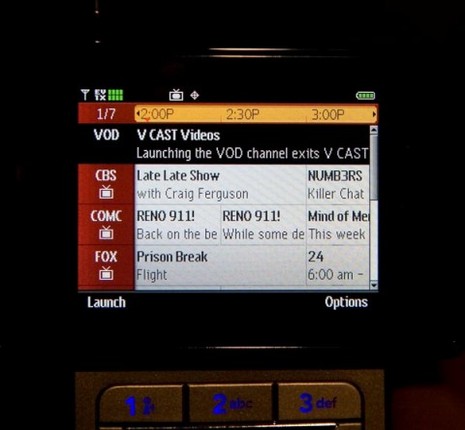 EV
1X
1/7 2:00P 2:30P 3:00P
VOD V CAST Videos
Launching the VOD channel exits V CAST
CBS Late Late Show NUMB3RS
with Craig Ferguson Killer Chat
COMC RENO 911! RENO 911! Mind of Me
Back on the be While some de This week
FOX Prison Break 24
Flight 6:00 am –
Launch Options
1 2 abc 3 def